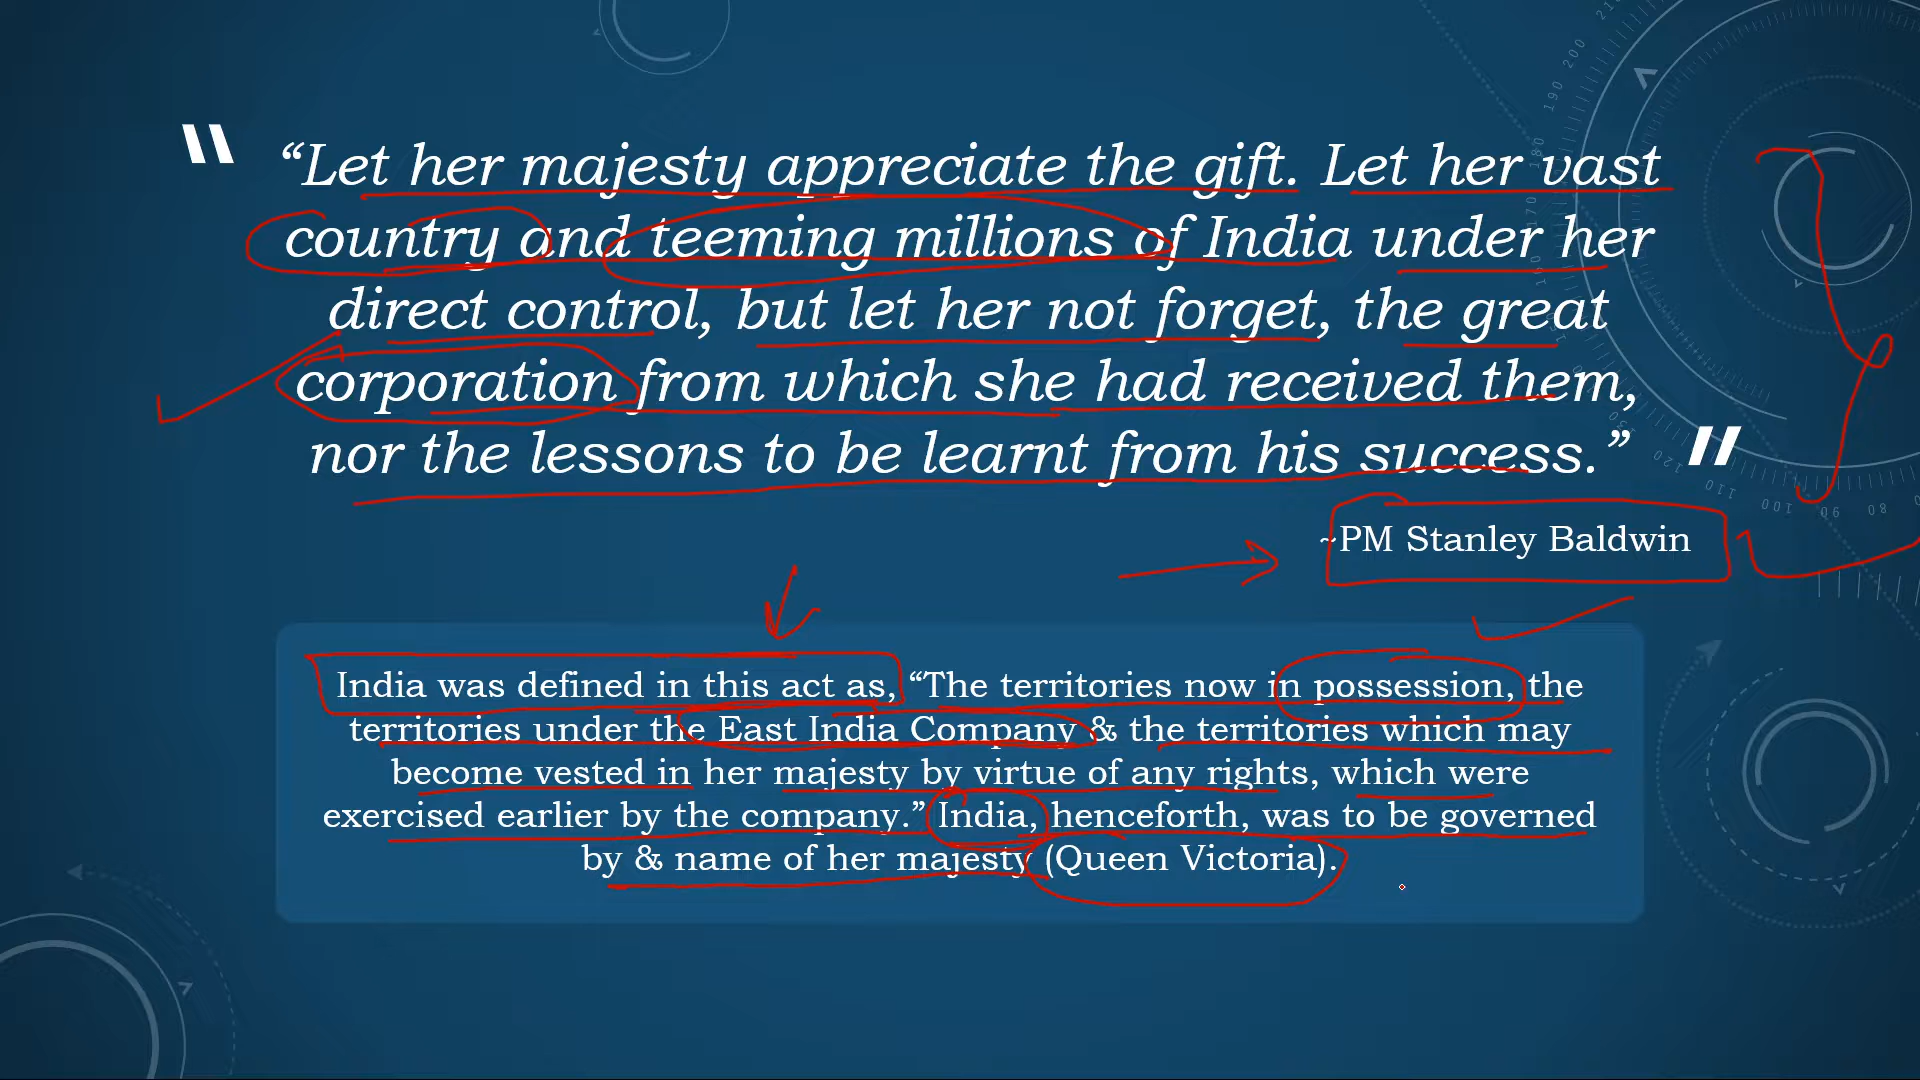 “Let her majesty appreciate the gift. Let her vast
country and teeming millions of India under her
direct control, but let her not forget, the great
corporation from which she had received them,
nor the lessons to be learnt from his success.”
~PM Stanley Baldwin
India was defined in this act as, “The territories now in possession, the
territories under the East India Company & the territories which may
become vested in her majesty by virtue of any rights, which were
exercised earlier by the company.” India, henceforth, was to be governed
by & name of her majesty (Queen Victoria).